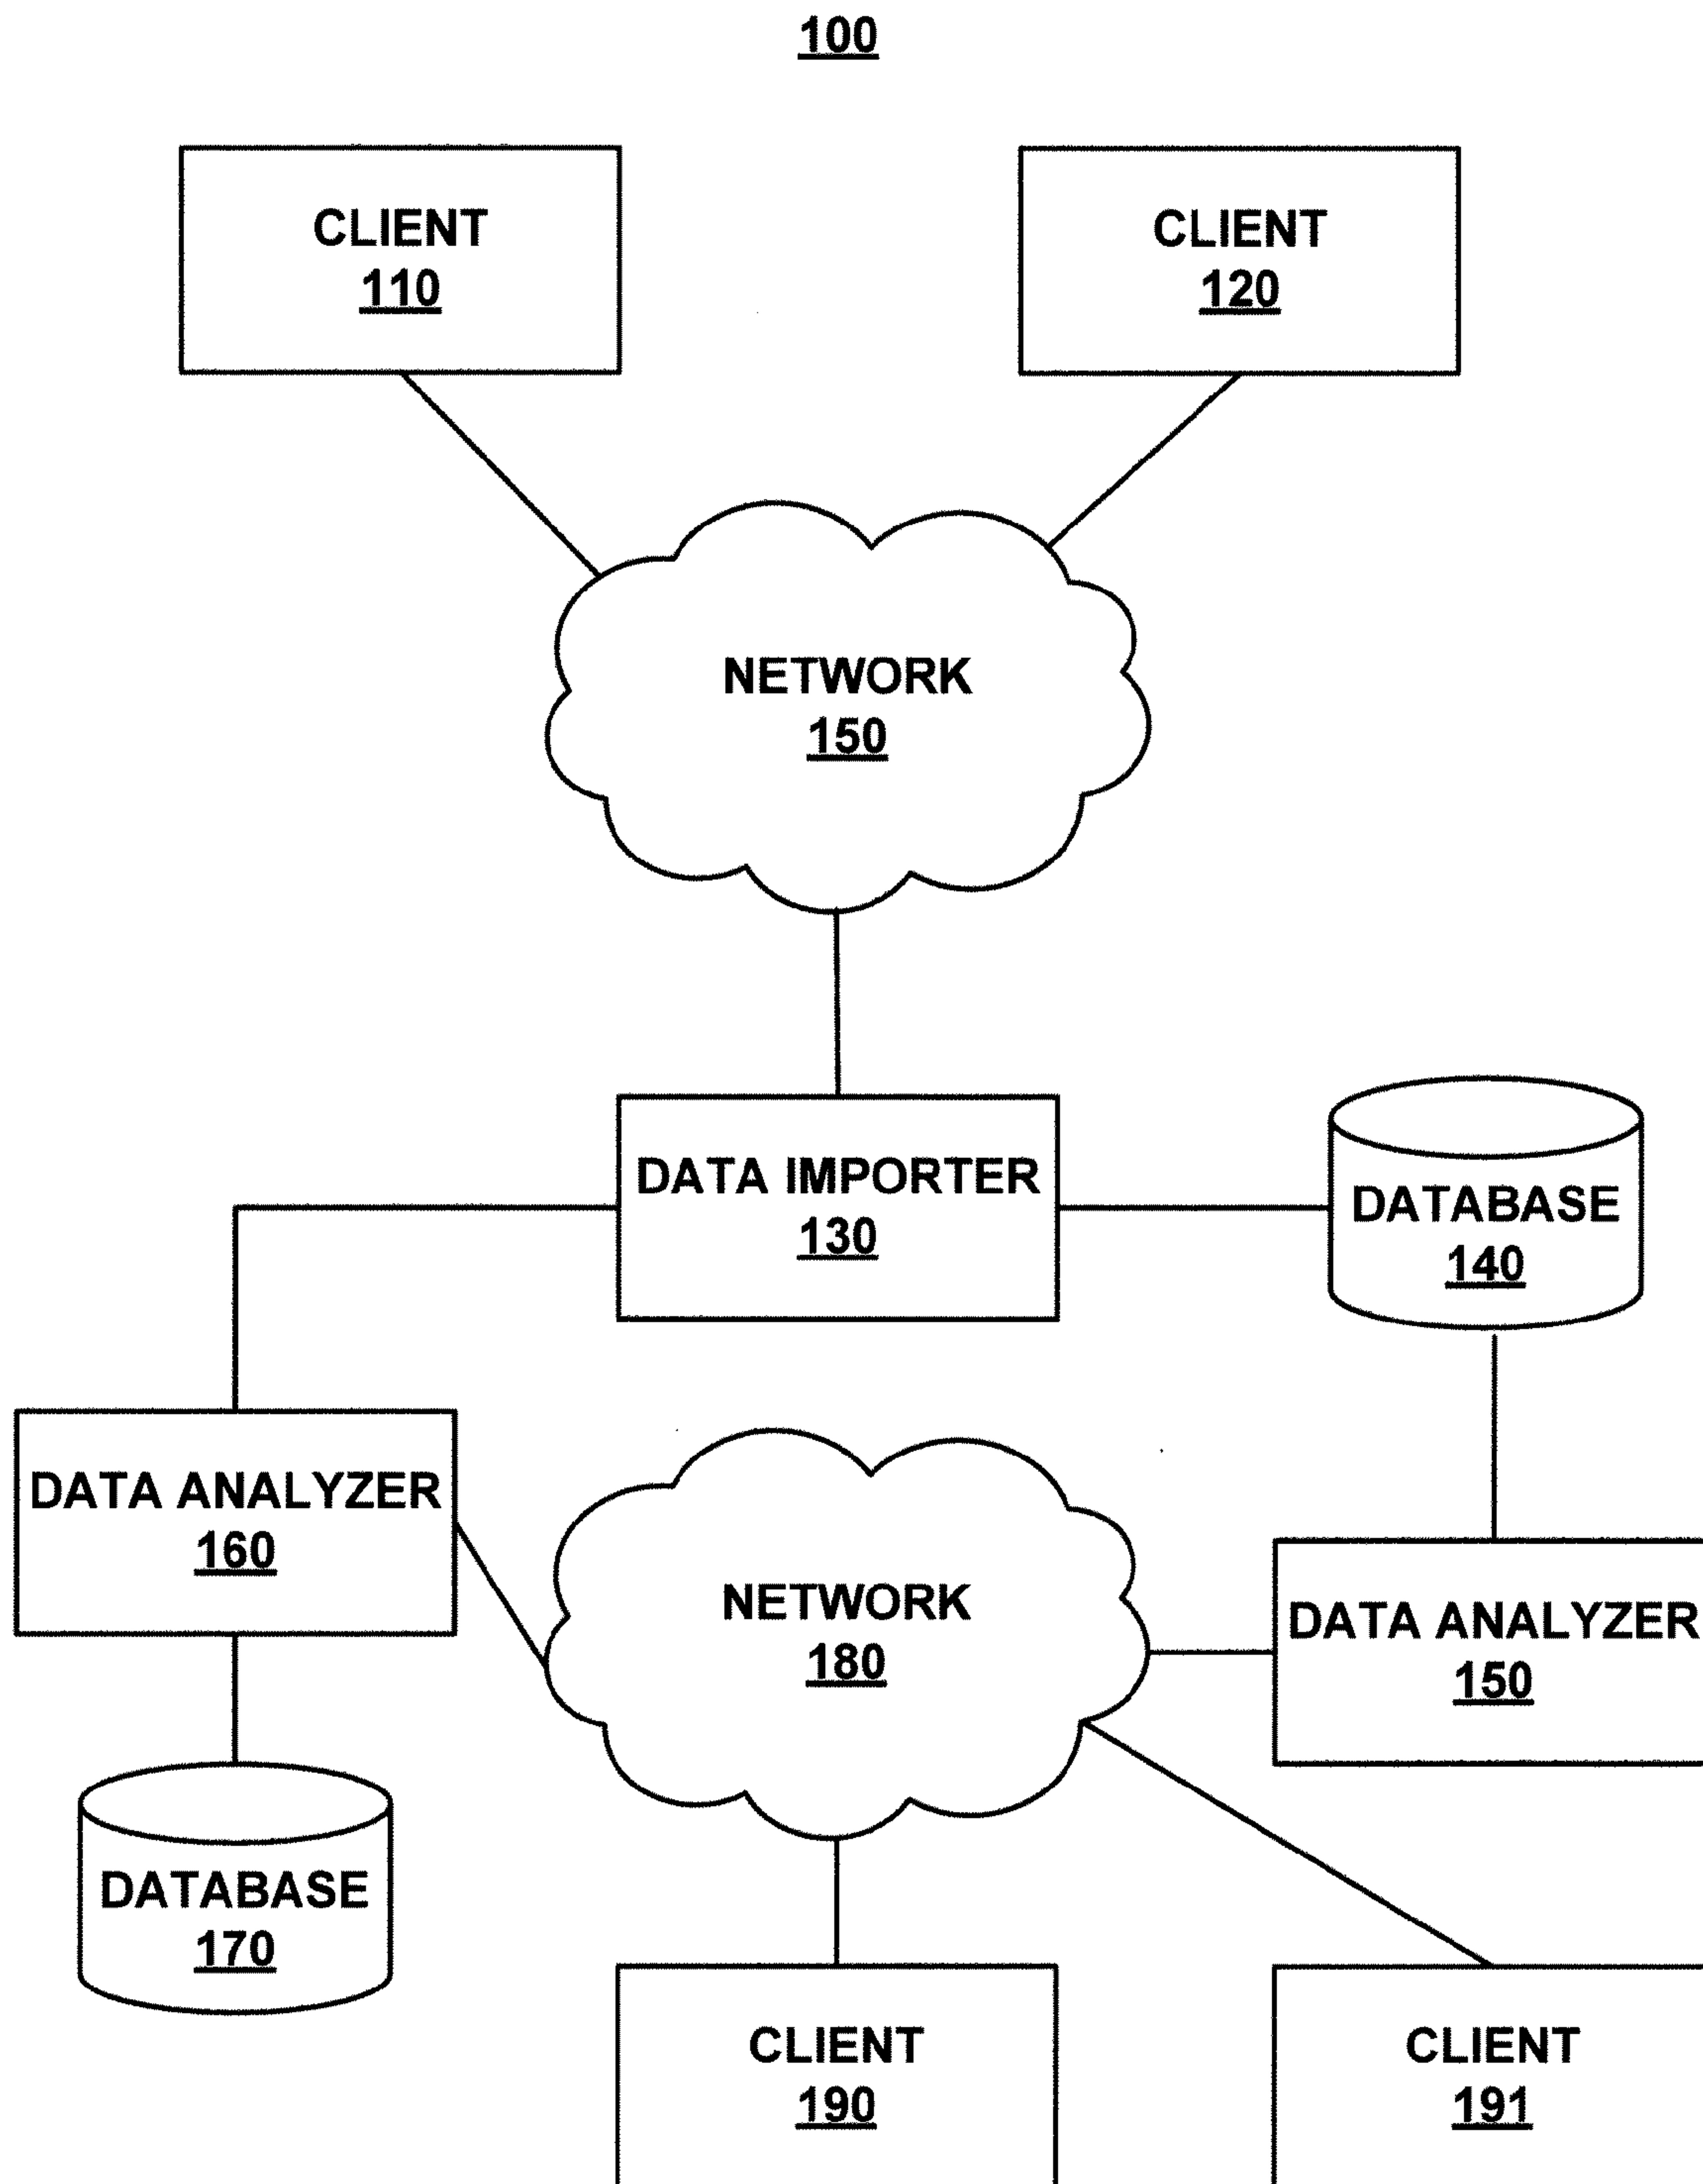 100
CLIENT
110
CLIENT
120
NETWORK
150
DATA IMPORTER
130
DATABASE
140
DATA ANALYZER
160
NETWORK
180
DATA ANALYZER
150
DATABASE
170
CLIENT
190
CLIENT
191